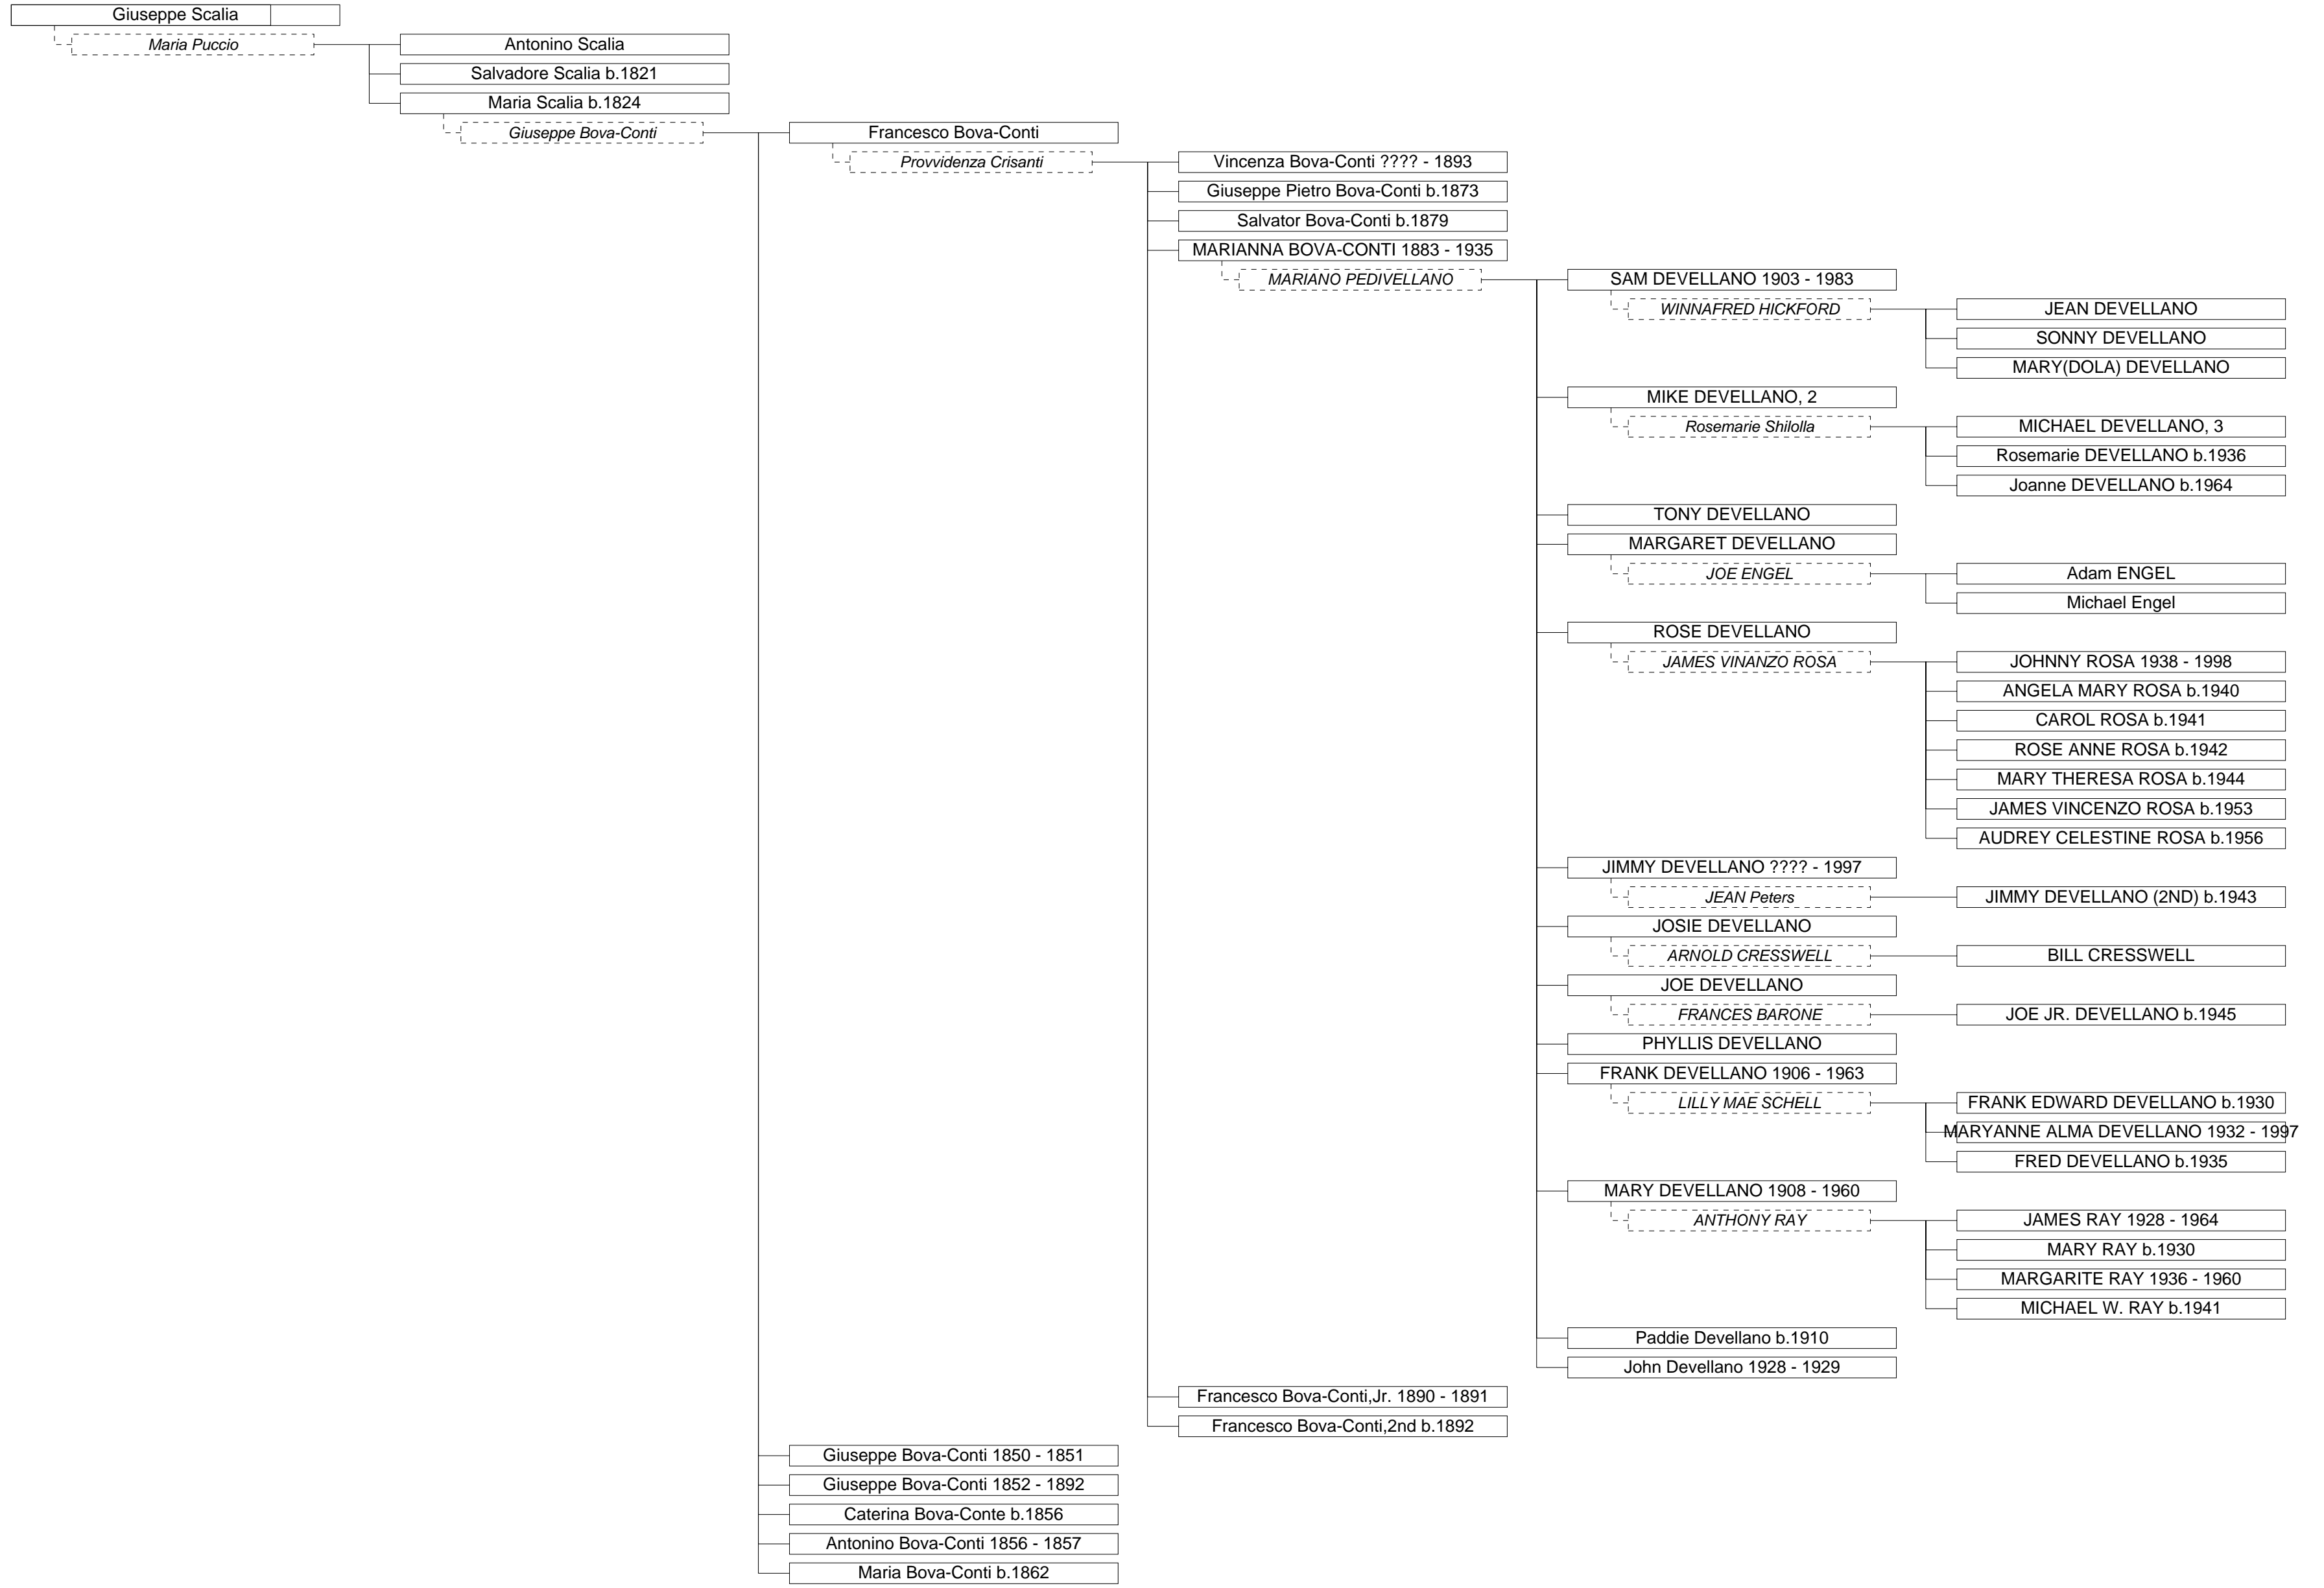 Giuseppe Scalia
Maria Puccio
Antonino Scalia
Salvadore Scalia b.1821
Maria Scalia b.1824
Giuseppe Bova-Conti
Francesco Bova-Conti
Provvidenza Crisanti
Vincenza Bova-Conti ???? - 1893
Giuseppe Pietro Bova-Conti b.1873
Salvator Bova-Conti b.1879
MARIANNA BOVA-CONTI 1883 - 1935
MARIANO PEDIVELLANO
SAM DEVELLANO 1903 - 1983
WINNAFRED HICKFORD
JEAN DEVELLANO
SONNY DEVELLANO
MARY(DOLA) DEVELLANO
MIKE DEVELLANO, 2
Rosemarie Shilolla
MICHAEL DEVELLANO, 3
Rosemarie DEVELLANO b.1936
Joanne DEVELLANO b.1964
TONY DEVELLANO
MARGARET DEVELLANO
JOE ENGEL
Adam ENGEL
Michael Engel
ROSE DEVELLANO
JAMES VINANZO ROSA
JOHNNY ROSA 1938 - 1998
ANGELA MARY ROSA b.1940
CAROL ROSA b.1941
ROSE ANNE ROSA b.1942
MARY THERESA ROSA b.1944
JAMES VINCENZO ROSA b.1953
AUDREY CELESTINE ROSA b.1956
JIMMY DEVELLANO ???? - 1997
JEAN Peters
JIMMY DEVELLANO (2ND) b.1943
JOSIE DEVELLANO
ARNOLD CRESSWELL
BILL CRESSWELL
JOE DEVELLANO
FRANCES BARONE
JOE JR. DEVELLANO b.1945
PHYLLIS DEVELLANO
FRANK DEVELLANO 1906 - 1963
LILLY MAE SCHELL
FRANK EDWARD DEVELLANO b.1930
MARYANNE ALMA DEVELLANO 1932 - 1997
FRED DEVELLANO b.1935
MARY DEVELLANO 1908 - 1960
ANTHONY RAY
JAMES RAY 1928 - 1964
MARY RAY b.1930
MARGARITE RAY 1936 - 1960
MICHAEL W. RAY b.1941
Paddie Devellano b.1910
John Devellano 1928 - 1929
Francesco Bova-Conti,Jr. 1890 - 1891
Francesco Bova-Conti,2nd b.1892
Giuseppe Bova-Conti 1850 - 1851
Giuseppe Bova-Conti 1852 - 1892
Caterina Bova-Conte b.1856
Antonino Bova-Conti 1856 - 1857
Maria Bova-Conti b.1862